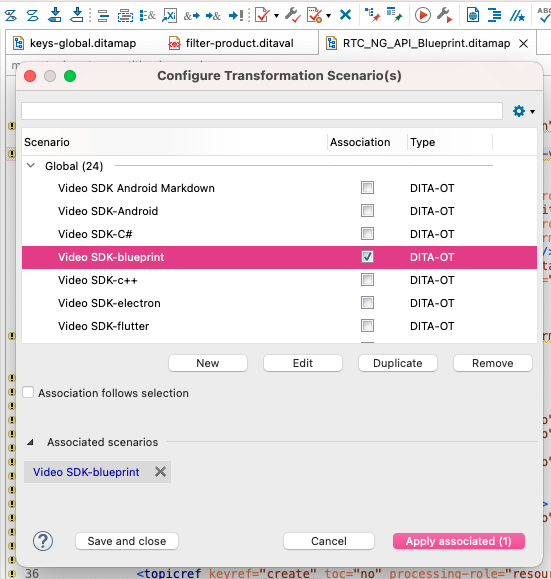 keys-global.ditamap
filter-product.ditaval
RTC_NG_API_Blueprint.ditamap
Configure Transformation Scenario(s)
Scenario
Association
Type
Global (24)
Video SDK Android Markdown DITA-OT
Video SDK-Android DITA-OT
Video SDK-C# DITA-OT
Video SDK-blueprint DITA-OT
Video SDK-c++ DITA-OT
Video SDK-electron DITA-OT
Video SDK-flutter DITA-OT
New
Edit
Duplicate
Remove
Association follows selection
Associated scenarios
Video SDK-blueprint
?
Save and close
Cancel
Apply associated (1)
36 <topicref keyref="create" toc="no" processing-role="resou